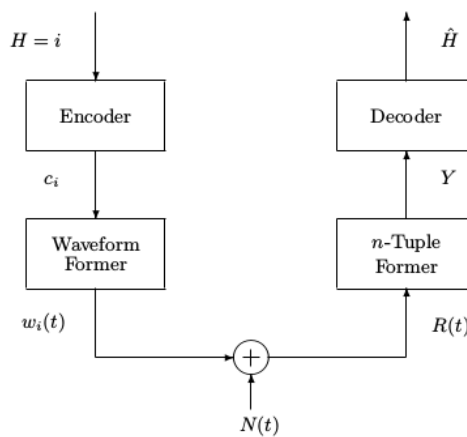 H = i
Ĥ
Encoder
Decoder
c_i
Y
Waveform
Former
n-Tuple
Former
w_i(t)
R(t)
+
N(t)